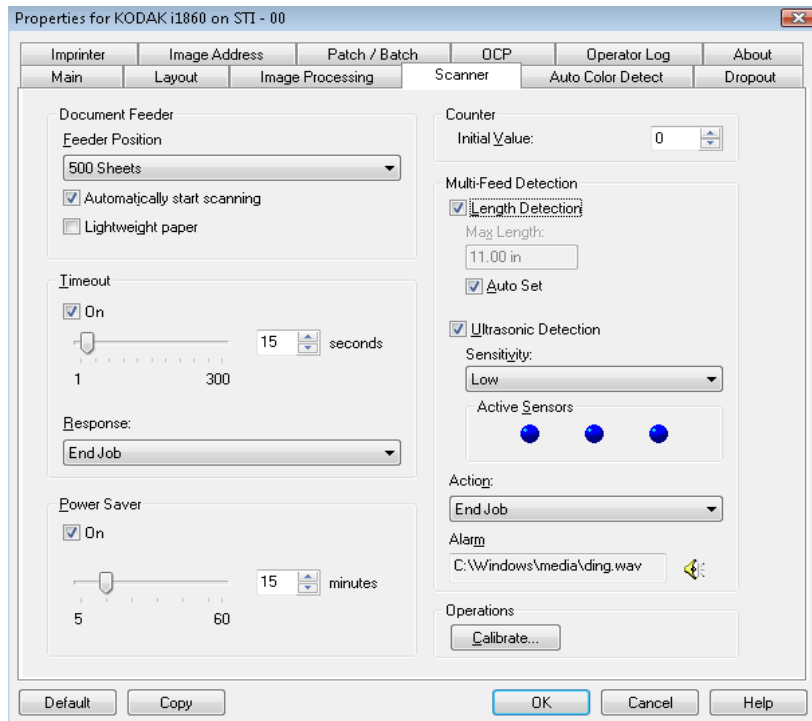 Properties for KODAK i1860 on STI - 00
Imprinter
Image Address
Patch / Batch
OCP
Operator Log
About
Main
Layout
Image Processing
Scanner
Auto Color Detect
Dropout
Document Feeder
Feeder Position
500 Sheets
Automatically start scanning
Lightweight paper
Timeout
On
15 seconds
1 300
Response:
End Job
Power Saver
On
15 minutes
5 60
Counter
Initial Value: 0
Multi-Feed Detection
Length Detection
Max Length:
11.00 in
Auto Set
Ultrasonic Detection
Sensitivity:
Low
Active Sensors
Action:
End Job
Alarm
C:\Windows\media\ding.wav
Operations
Calibrate...
Default
Copy
OK
Cancel
Help